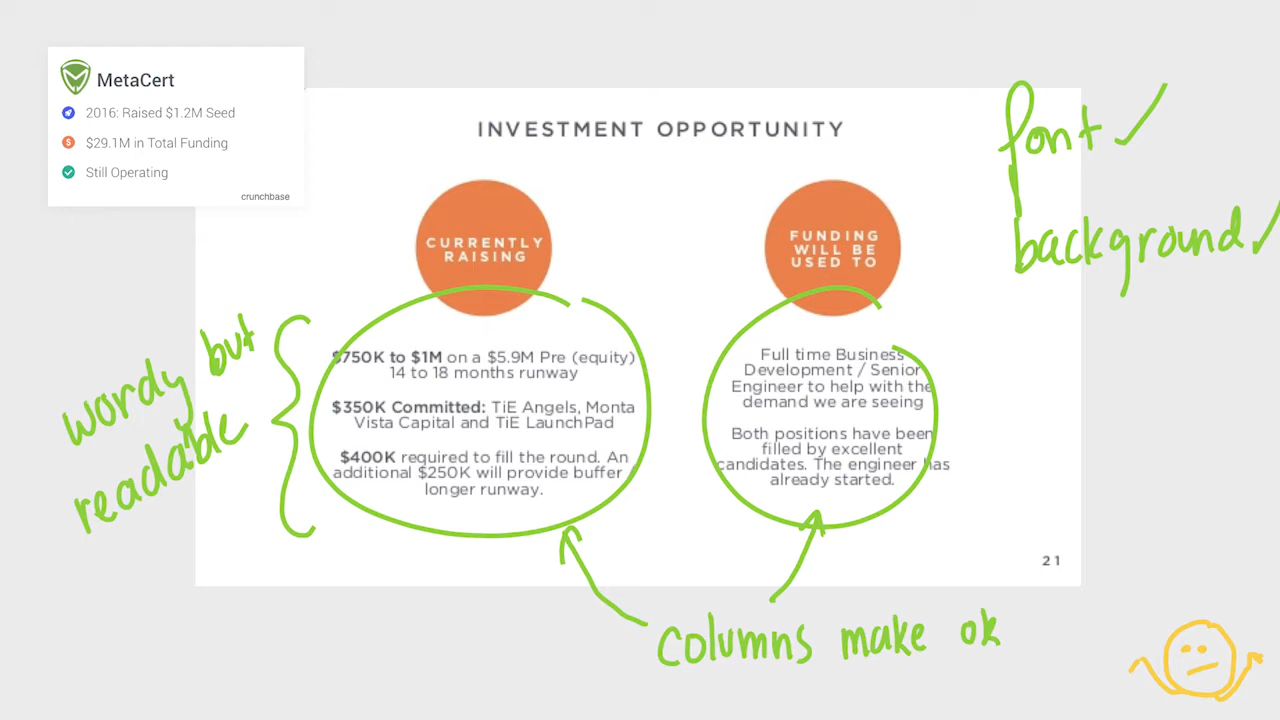 MetaCert
2016: Raised $1.2M Seed
$29.1M in Total Funding
Still Operating
crunchbase
INVESTMENT OPPORTUNITY
CURRENTLY
RAISING
$750K to $1M on a $5.9M Pre (equity)
14 to 18 months runway
$350K Committed: TiE Angels, Monta
Vista Capital and TiE LaunchPad
$400K required to fill the round. An
additional $250K will provide buffer /
longer runway.
FUNDING
WILL BE
USED TO
Full time Business
Development / Senior
Engineer to help with the
demand we are seeing
Both positions have been
filled by excellent
candidates. The engineer has
already started.
21
font ✓
background ✓
wordy but
readable
columns make ok